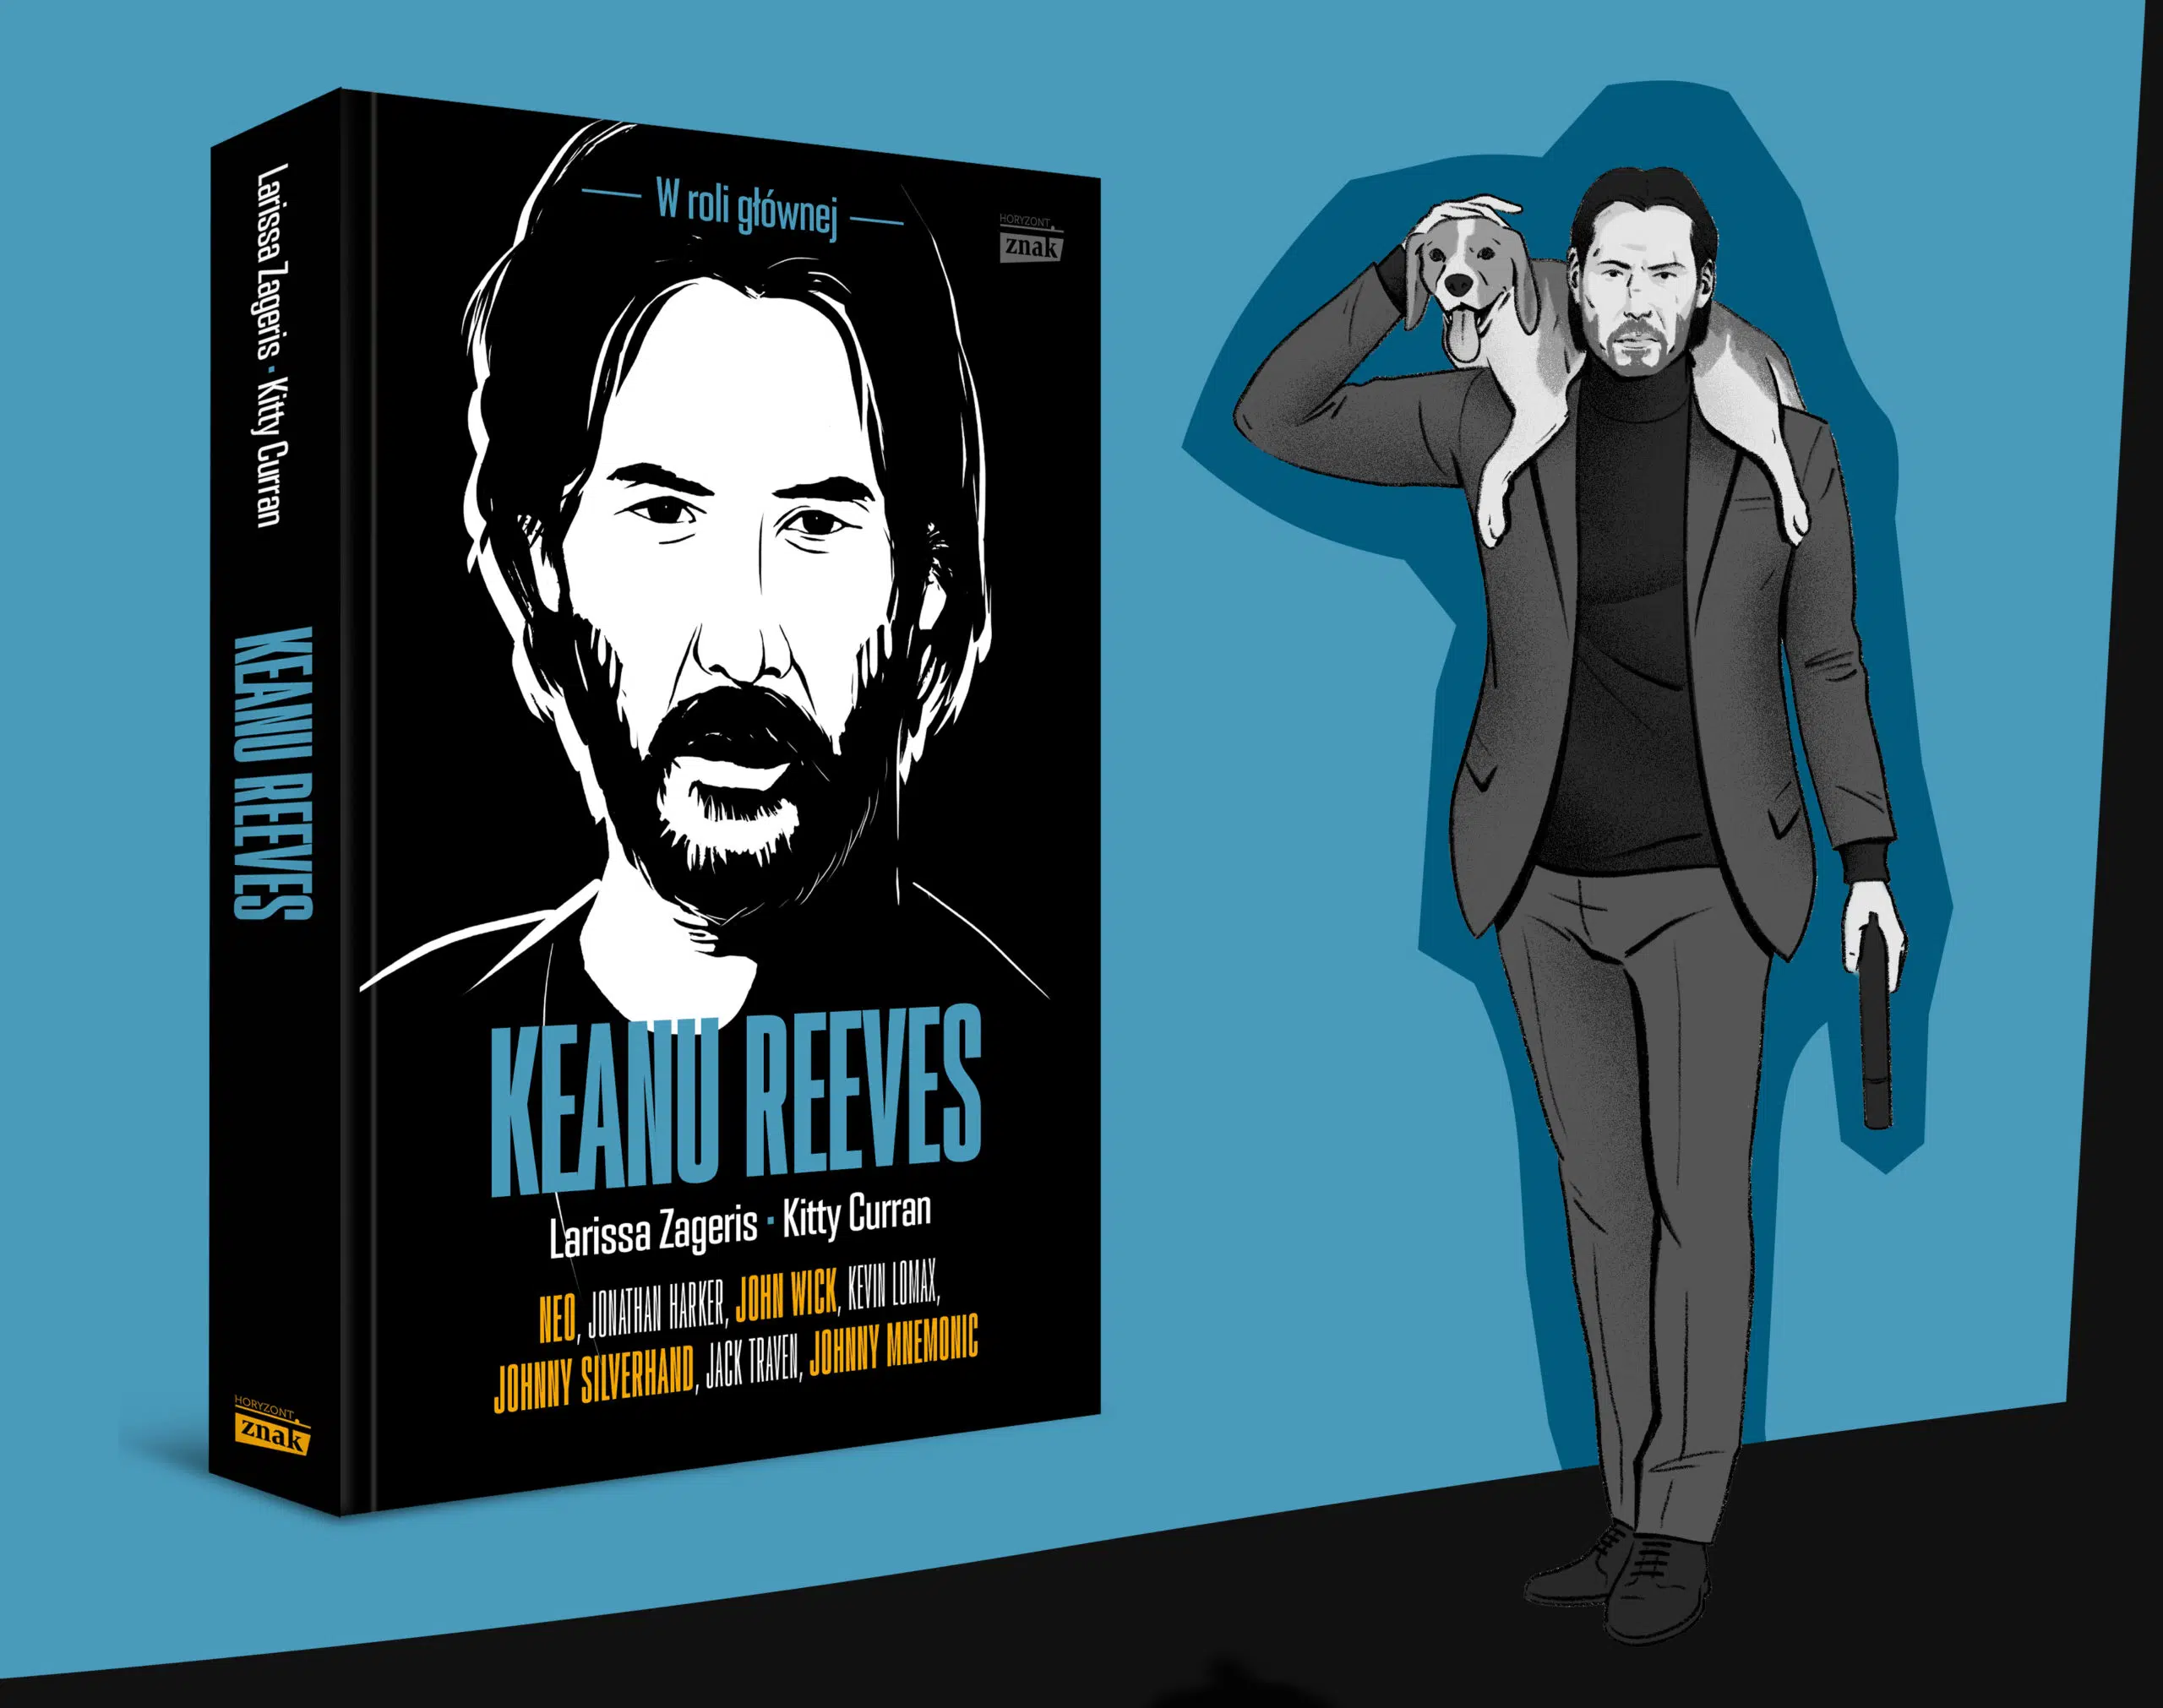 Larissa Zageris · Kitty Curran
KEANU REEVES
HORYZONT
znak
W roli głównej
HORYZONT
znak
KEANU REEVES
Larissa Zageris · Kitty Curran
NEO, JONATHAN HARKER, JOHN WICK, KEVIN LOMAX,
JOHNNY SILVERHAND, JACK TRAVEN, JOHNNY MNEMONIC